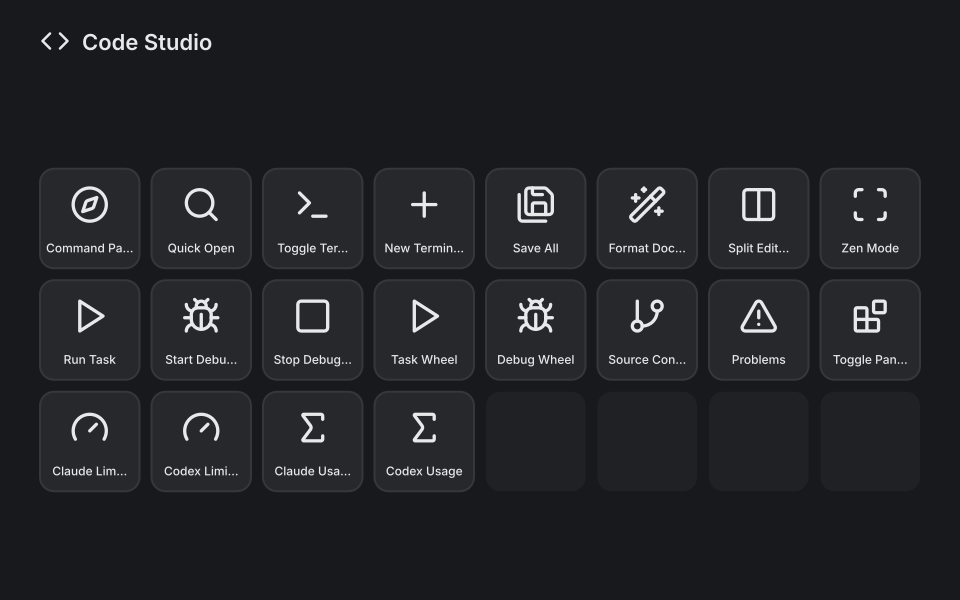 Code Studio
Command Pa...
Quick Open
Toggle Ter...
New Termin...
Save All
Format Doc...
Split Edit...
Zen Mode
Run Task
Start Debu...
Stop Debug...
Task Wheel
Debug Wheel
Source Con...
Problems
Toggle Pan...
Claude Lim...
Codex Limi...
Claude Usa...
Codex Usage